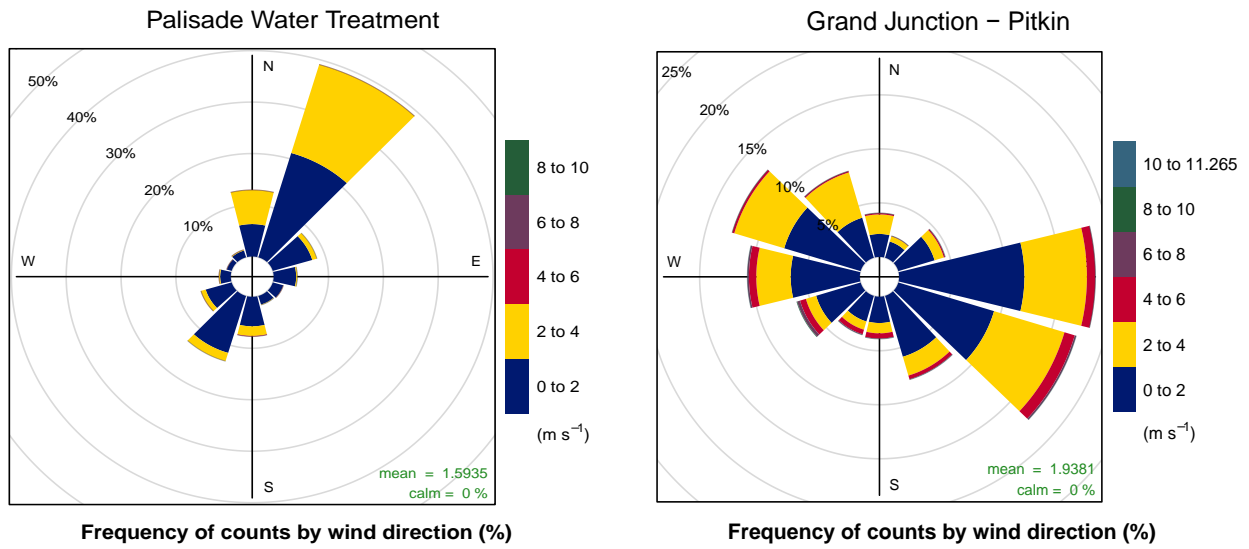 Palisade Water Treatment
50%
40%
30%
20%
10%
N
W
E
S
mean = 1.5935
calm = 0 %
8 to 10
6 to 8
4 to 6
2 to 4
0 to 2
(m s⁻¹)
Frequency of counts by wind direction (%)
Grand Junction − Pitkin
25%
20%
15%
10%
5%
N
W
E
S
mean = 1.9381
calm = 0 %
10 to 11.265
8 to 10
6 to 8
4 to 6
2 to 4
0 to 2
(m s⁻¹)
Frequency of counts by wind direction (%)